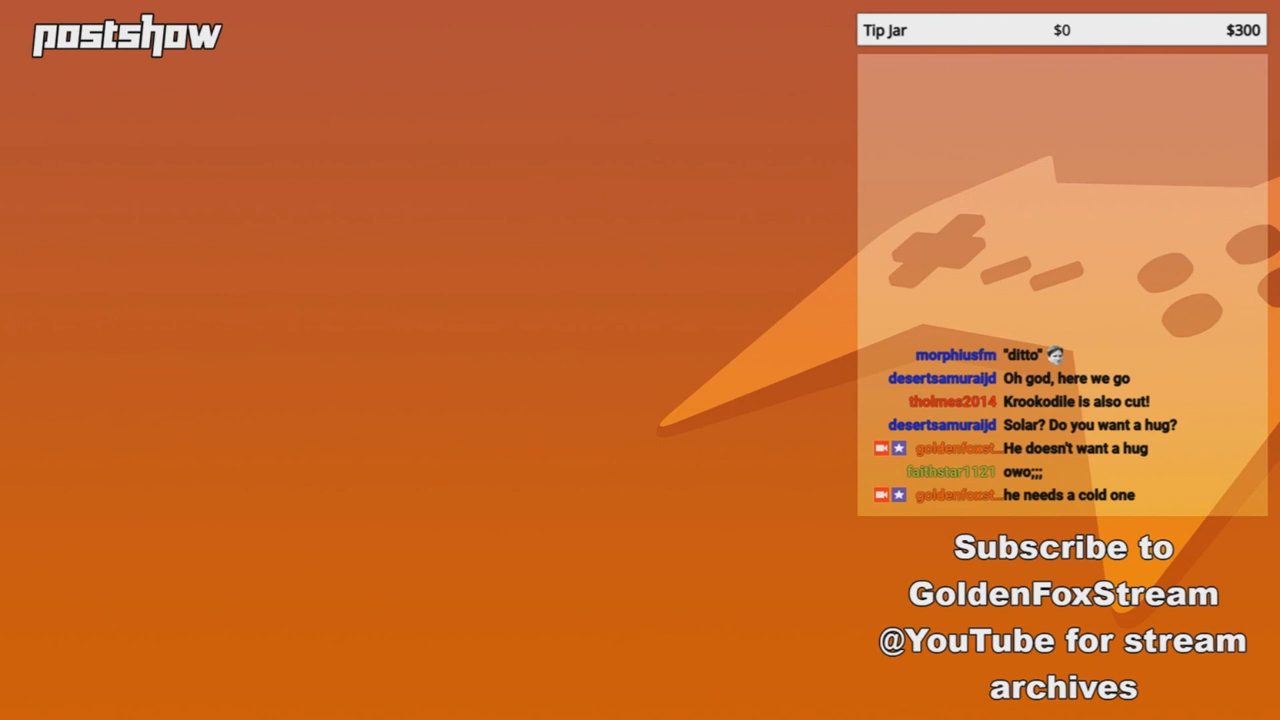 postshow
Tip Jar $0 $300
morphiusfm "ditto"
desertsamuraijd Oh god, here we go
tholmes2014 Krookodile is also cut!
desertsamuraijd Solar? Do you want a hug?
goldenfoxst... He doesn't want a hug
faithstar1121 owo;;;
goldenfoxst... he needs a cold one
Subscribe to
GoldenFoxStream
@YouTube for stream
archives